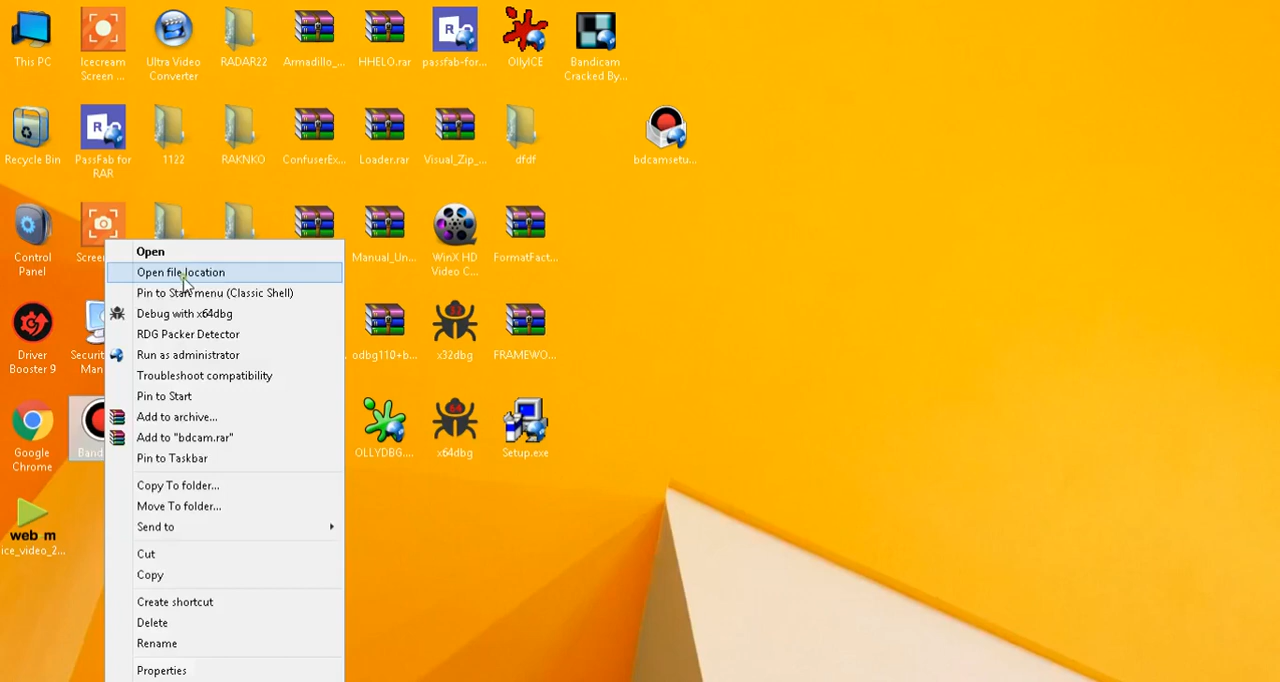 This PC
Icecream
Screen ...
Ultra Video
Converter
RADAR22
Armadillo_...
HHELO.rar
passfab-for...
OllyICE
Bandicam
Cracked By...
Recycle Bin
PassFab for
RAR
1122
RAKNKO
ConfuserEx...
Loader.rar
Visual_Zip_...
dfdf
bdcamsetu...
Control
Panel
Manual_Un...
WinX HD
Video C...
FormatFact...
Driver
Booster 9
odbg110+b...
x32dbg
FRAMEWO...
Google
Chrome
OLLYDBG....
x64dbg
Setup.exe
web m
ice_video_2...
Open
Open file location
Pin to Start menu (Classic Shell)
Debug with x64dbg
RDG Packer Detector
Run as administrator
Troubleshoot compatibility
Pin to Start
Add to archive...
Add to "bdcam.rar"
Pin to Taskbar
Copy To folder...
Move To folder...
Send to
Cut
Copy
Create shortcut
Delete
Rename
Properties